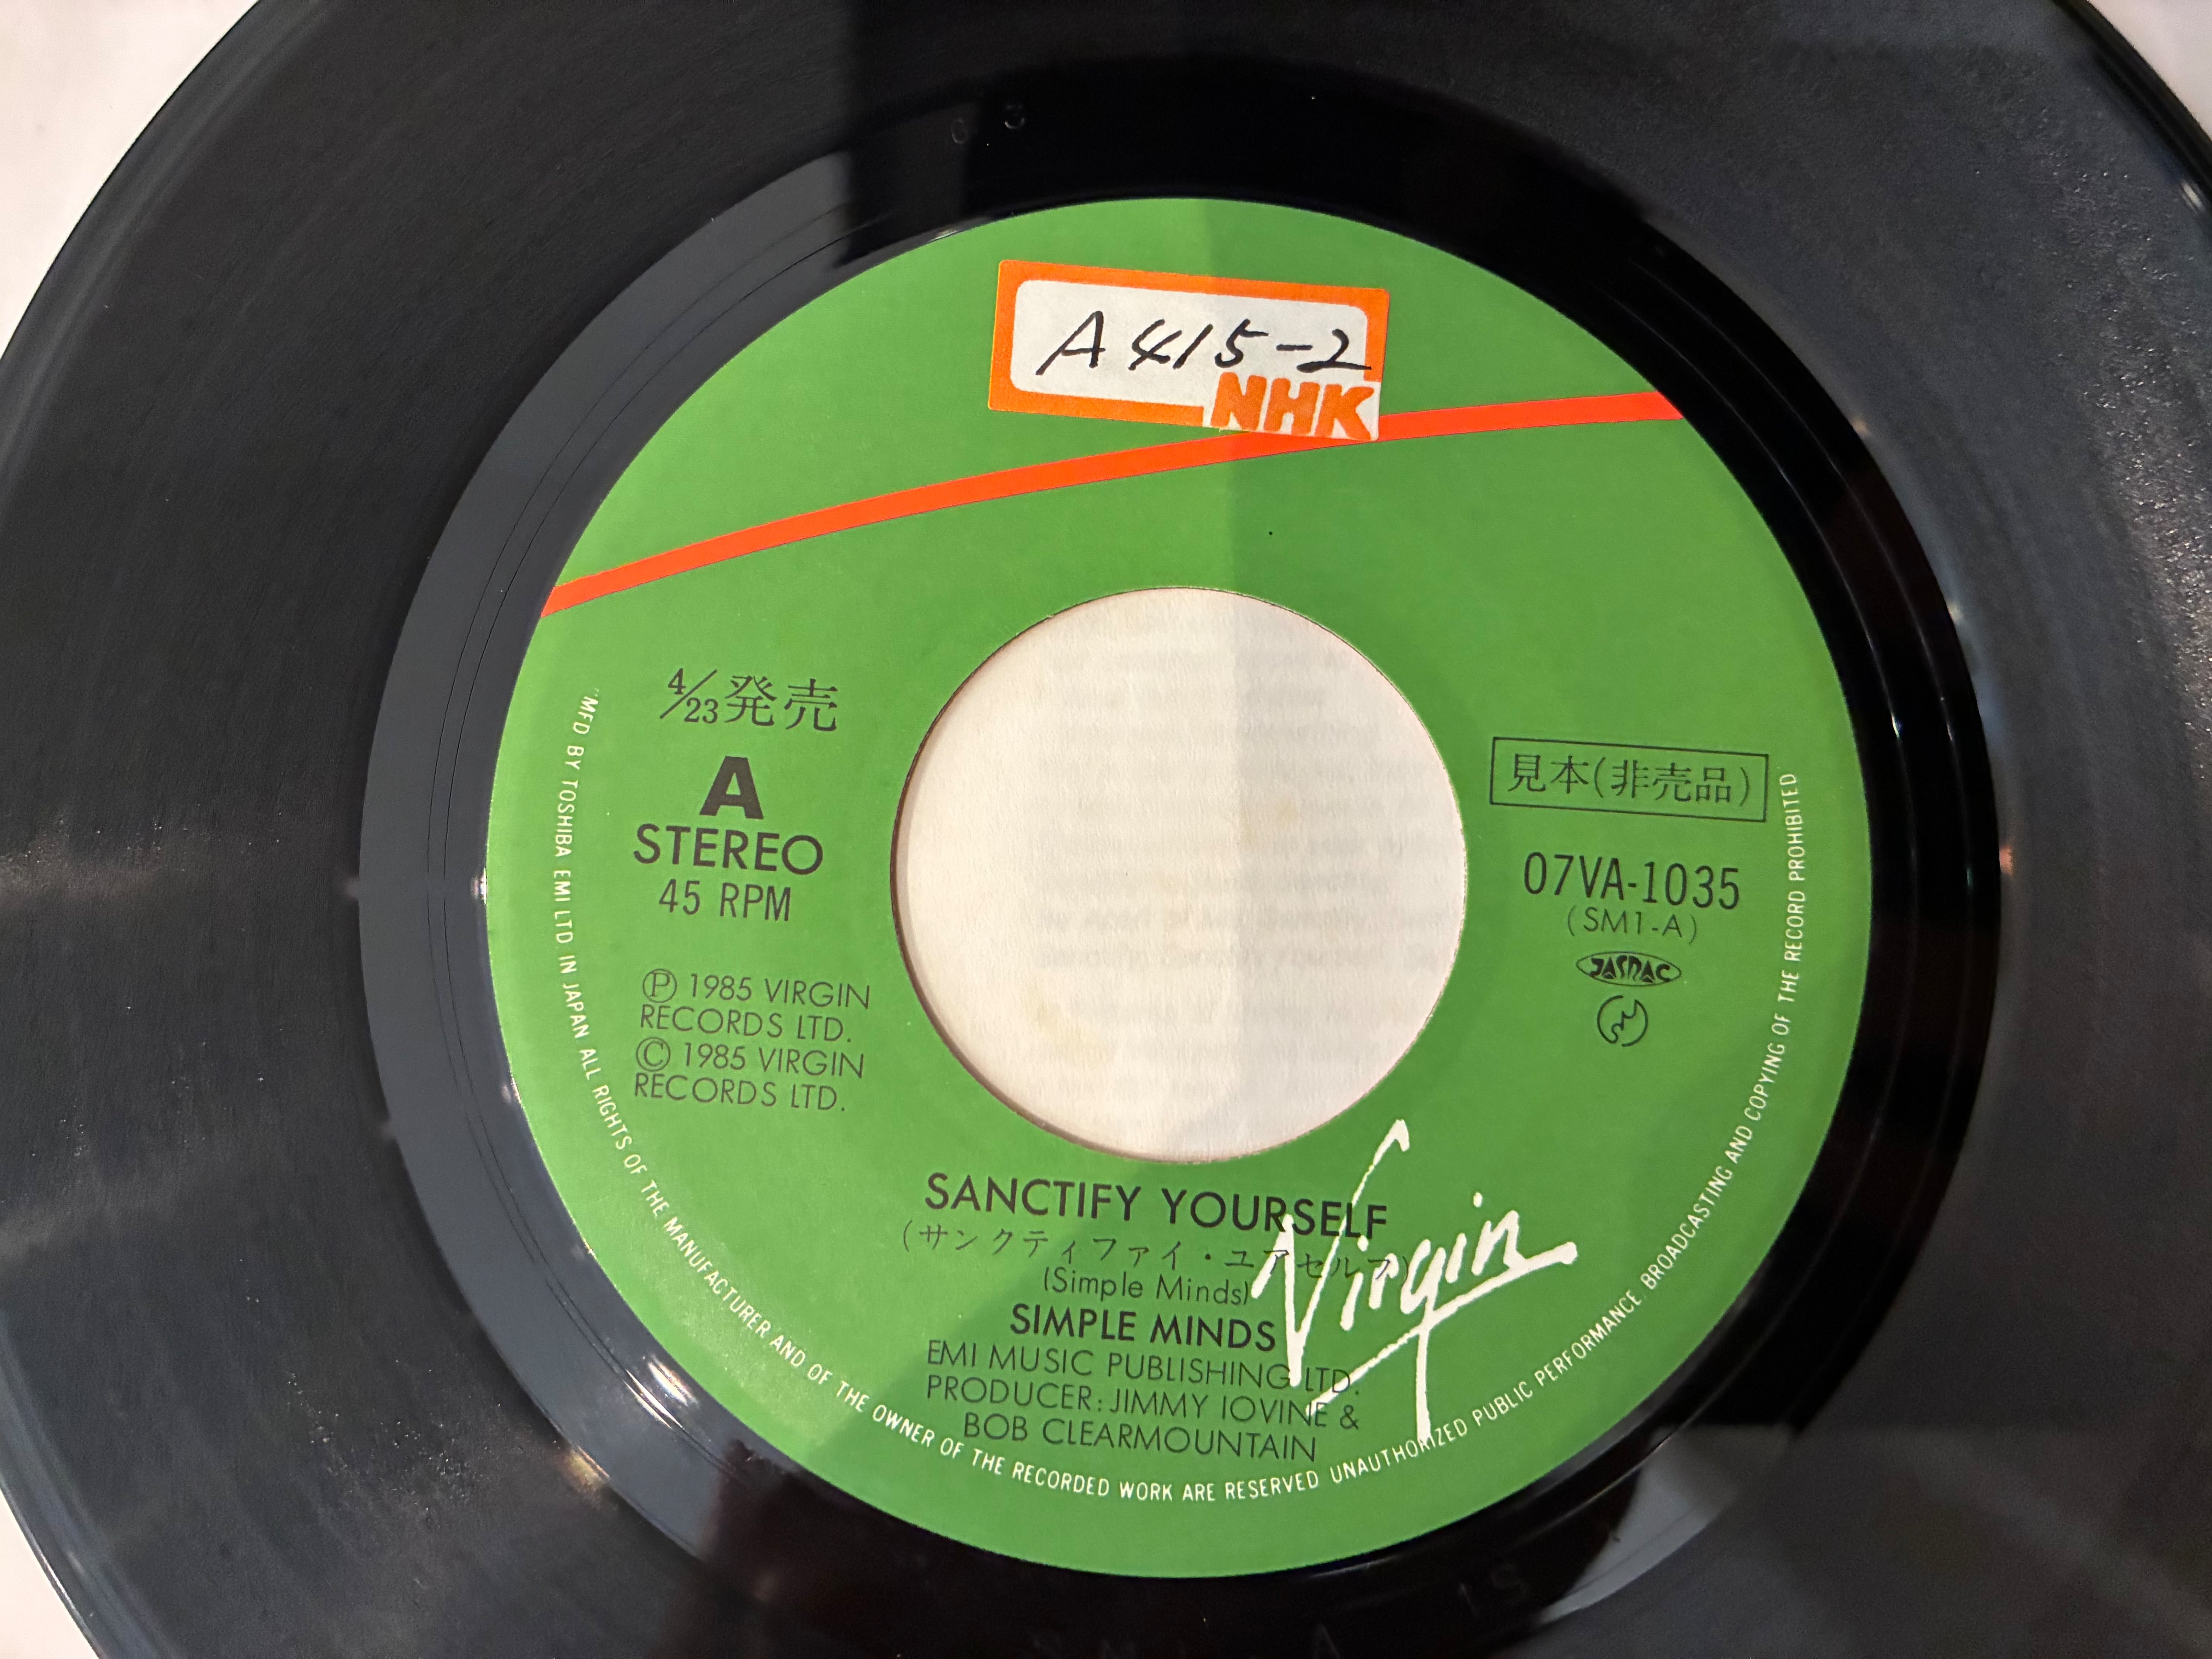 A415-2
NHK
4/23発売
A
STEREO
45 RPM
Ⓟ 1985 VIRGIN
RECORDS LTD.
© 1985 VIRGIN
RECORDS LTD.
見本(非売品)
07VA-1035
(SM1-A)
JASRAC
SANCTIFY YOURSELF
(サンクティファイ・ユアセルフ)
(Simple Minds)
SIMPLE MINDS
EMI MUSIC PUBLISHING LTD.
PRODUCER: JIMMY IOVINE &
BOB CLEARMOUNTAIN
Virgin
"MFD BY TOSHIBA EMI LTD IN JAPAN ALL RIGHTS OF THE MANUFACTURER AND OF THE OWNER OF THE RECORDED WORK ARE RESERVED UNAUTHORIZED PUBLIC PERFORMANCE. BROADCASTING AND COPYING OF THE RECORD PROHIBITED